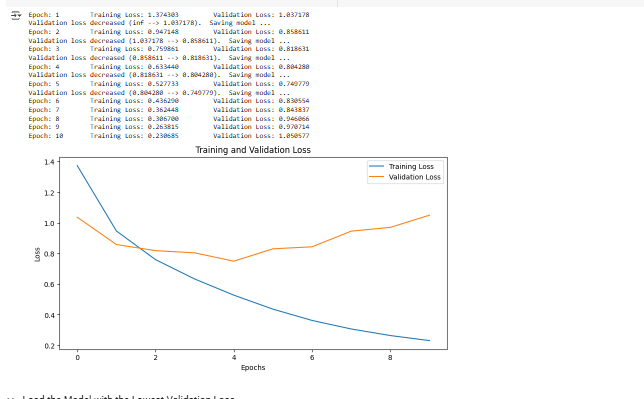 Epoch: 1 Training Loss: 1.374303 Validation Loss: 1.037178
Validation loss decreased (inf --> 1.037178). Saving model ...
Epoch: 2 Training Loss: 0.947148 Validation Loss: 0.858611
Validation loss decreased (1.037178 --> 0.858611). Saving model ...
Epoch: 3 Training Loss: 0.759861 Validation Loss: 0.818631
Validation loss decreased (0.858611 --> 0.818631). Saving model ...
Epoch: 4 Training Loss: 0.633440 Validation Loss: 0.804280
Validation loss decreased (0.818631 --> 0.804280). Saving model ...
Epoch: 5 Training Loss: 0.527733 Validation Loss: 0.749779
Validation loss decreased (0.804280 --> 0.749779). Saving model ...
Epoch: 6 Training Loss: 0.436290 Validation Loss: 0.830554
Epoch: 7 Training Loss: 0.362448 Validation Loss: 0.843837
Epoch: 8 Training Loss: 0.306700 Validation Loss: 0.946066
Epoch: 9 Training Loss: 0.263815 Validation Loss: 0.970714
Epoch: 10 Training Loss: 0.230685 Validation Loss: 1.050577
Training and Validation Loss
Training Loss
Validation Loss
1.4
1.2
1.0
0.8
0.6
0.4
0.2
Loss
0 2 4 6 8
Epochs
Load the Model with the Lowest Validation Loss